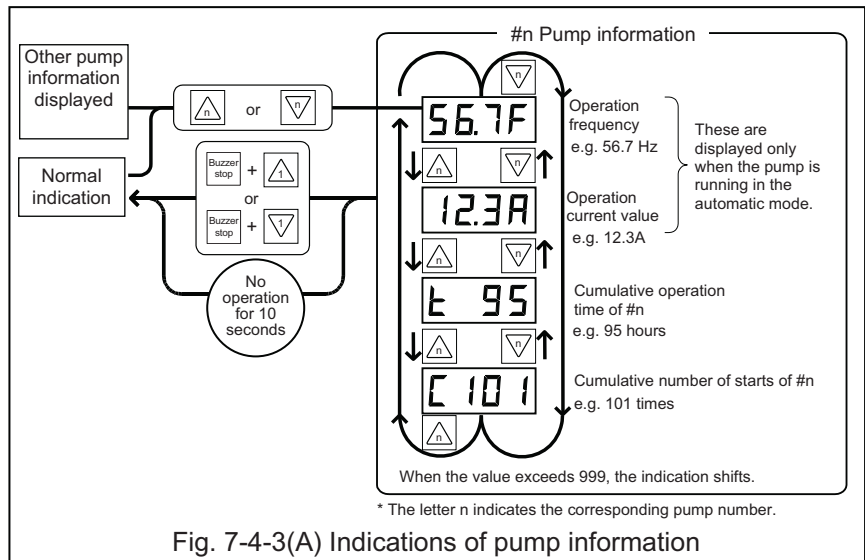 #n Pump information
Other pump
information
displayed
n or n
Normal
indication
Buzzer
stop + 1
or
Buzzer
stop + 1
No
operation
for 10
seconds
n
56.7F
Operation
frequency
e.g. 56.7 Hz
These are
displayed only
when the pump is
running in the
automatic mode.
n n
12.3A
Operation
current value
e.g. 12.3A
n n
t 95
Cumulative operation
time of #n
e.g. 95 hours
n n
C101
Cumulative number of starts of #n
e.g. 101 times
n
When the value exceeds 999, the indication shifts.
* The letter n indicates the corresponding pump number.
Fig. 7-4-3(A) Indications of pump information